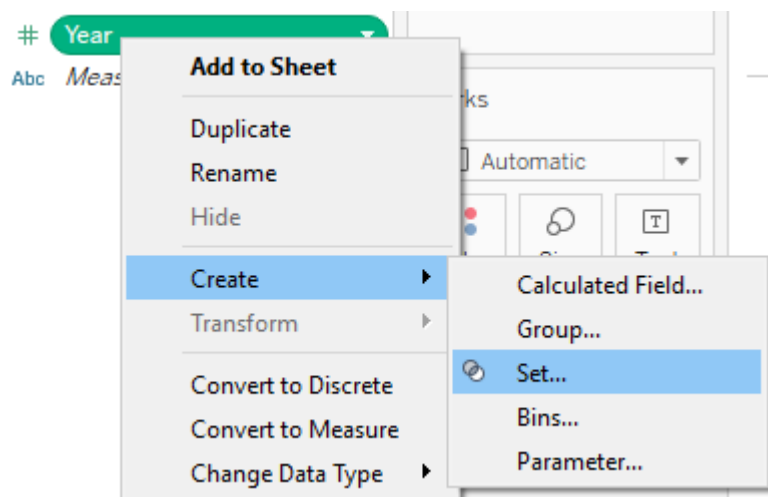 # Year
Abc Meas
Add to Sheet
Duplicate
Rename
Hide
Create
Transform
Convert to Discrete
Convert to Measure
Change Data Type
rks
Automatic
T
Calculated Field...
Group...
Set...
Bins...
Parameter...